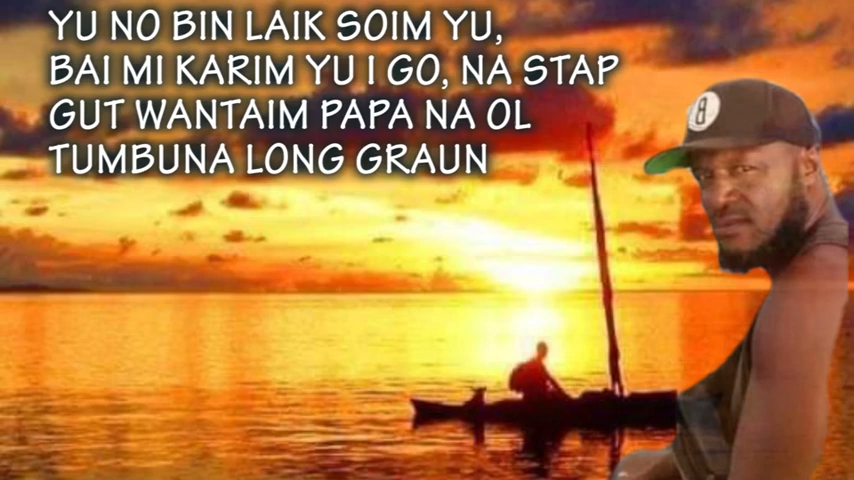 YU NO BIN LAIK SOIM YU,
BAI MI KARIM YU I GO, NA STAP
GUT WANTAIM PAPA NA OL
TUMBUNA LONG GRAUN
8